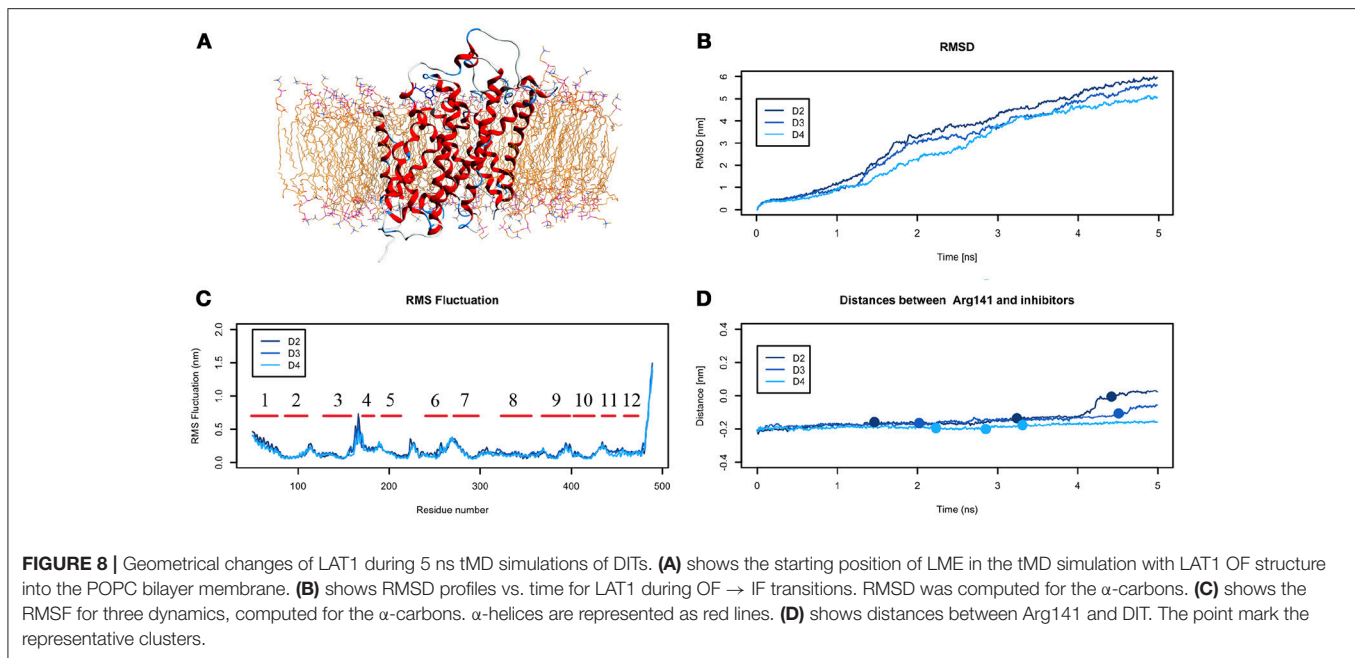 A
B
RMSD
RMSD [nm]
6
5
4
3
2
1
0
D2
D3
D4
0 1 2 3 4 5
Time [ns]
C
RMS Fluctuation
RMS Fluctuation (nm)
2.0
1.5
1.0
0.5
0.0
D2
D3
D4
1 2 3 4 5 6 7 8 9 10 11 12
100 200 300 400 500
Residue number
D
Distances between Arg141 and inhibitors
Distance [nm]
0.4
0.2
0.0
-0.2
-0.4
D2
D3
D4
0 1 2 3 4 5
Time (ns)
FIGURE 8 | Geometrical changes of LAT1 during 5 ns tMD simulations of DITs. (A) shows the starting position of LME in the tMD simulation with LAT1 OF structure
into the POPC bilayer membrane. (B) shows RMSD profiles vs. time for LAT1 during OF → IF transitions. RMSD was computed for the α-carbons. (C) shows the
RMSF for three dynamics, computed for the α-carbons. α-helices are represented as red lines. (D) shows distances between Arg141 and DIT. The point mark the
representative clusters.